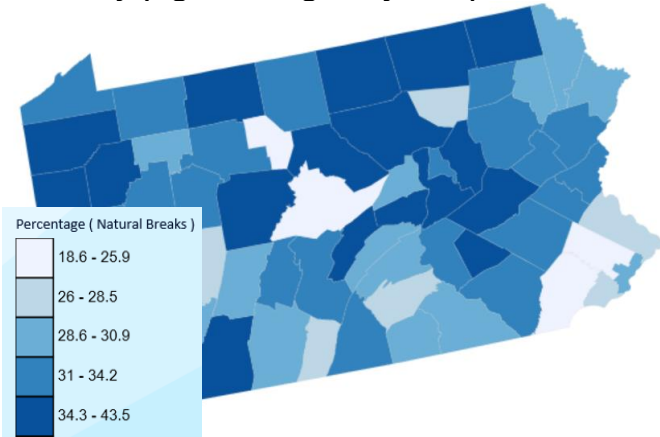 Percentage ( Natural Breaks )
18.6 - 25.9
26 - 28.5
28.6 - 30.9
31 - 34.2
34.3 - 43.5